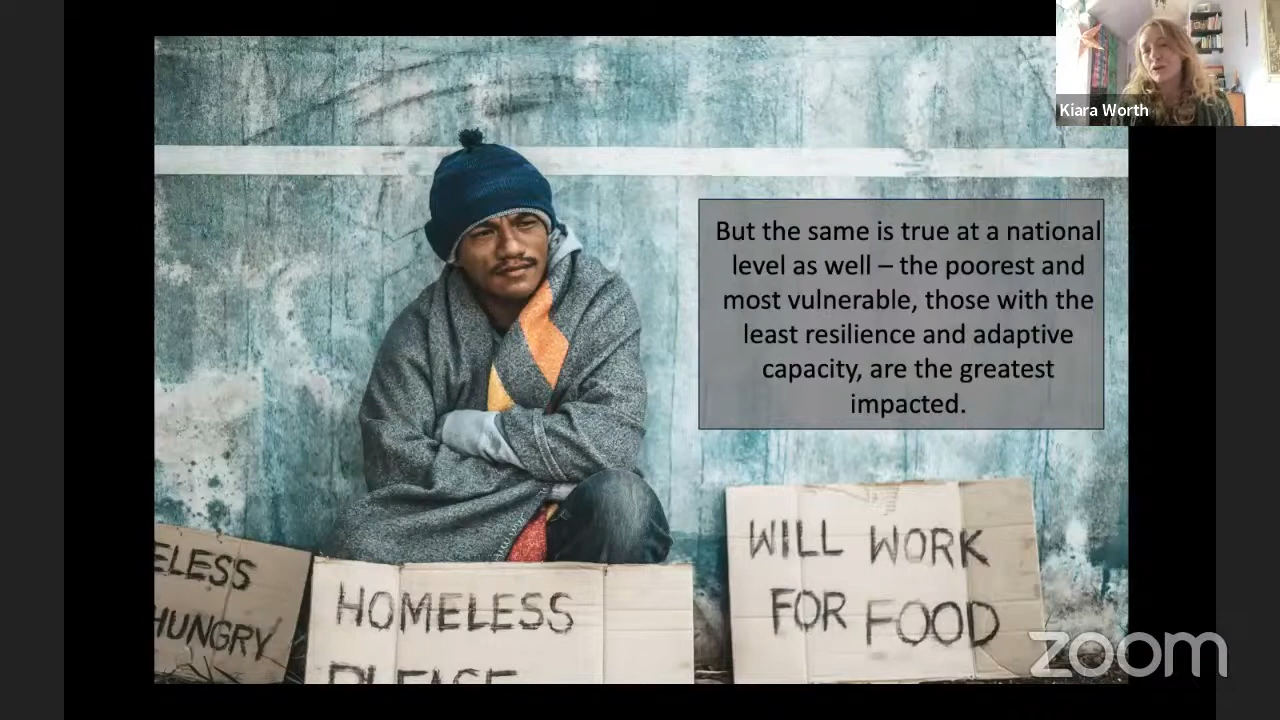 Kiara Worth
But the same is true at a national
level as well – the poorest and
most vulnerable, those with the
least resilience and adaptive
capacity, are the greatest
impacted.
WILL WORK
FOR FOOD
ELESS
HUNGRY
HOMELESS
PLEASE
zoom